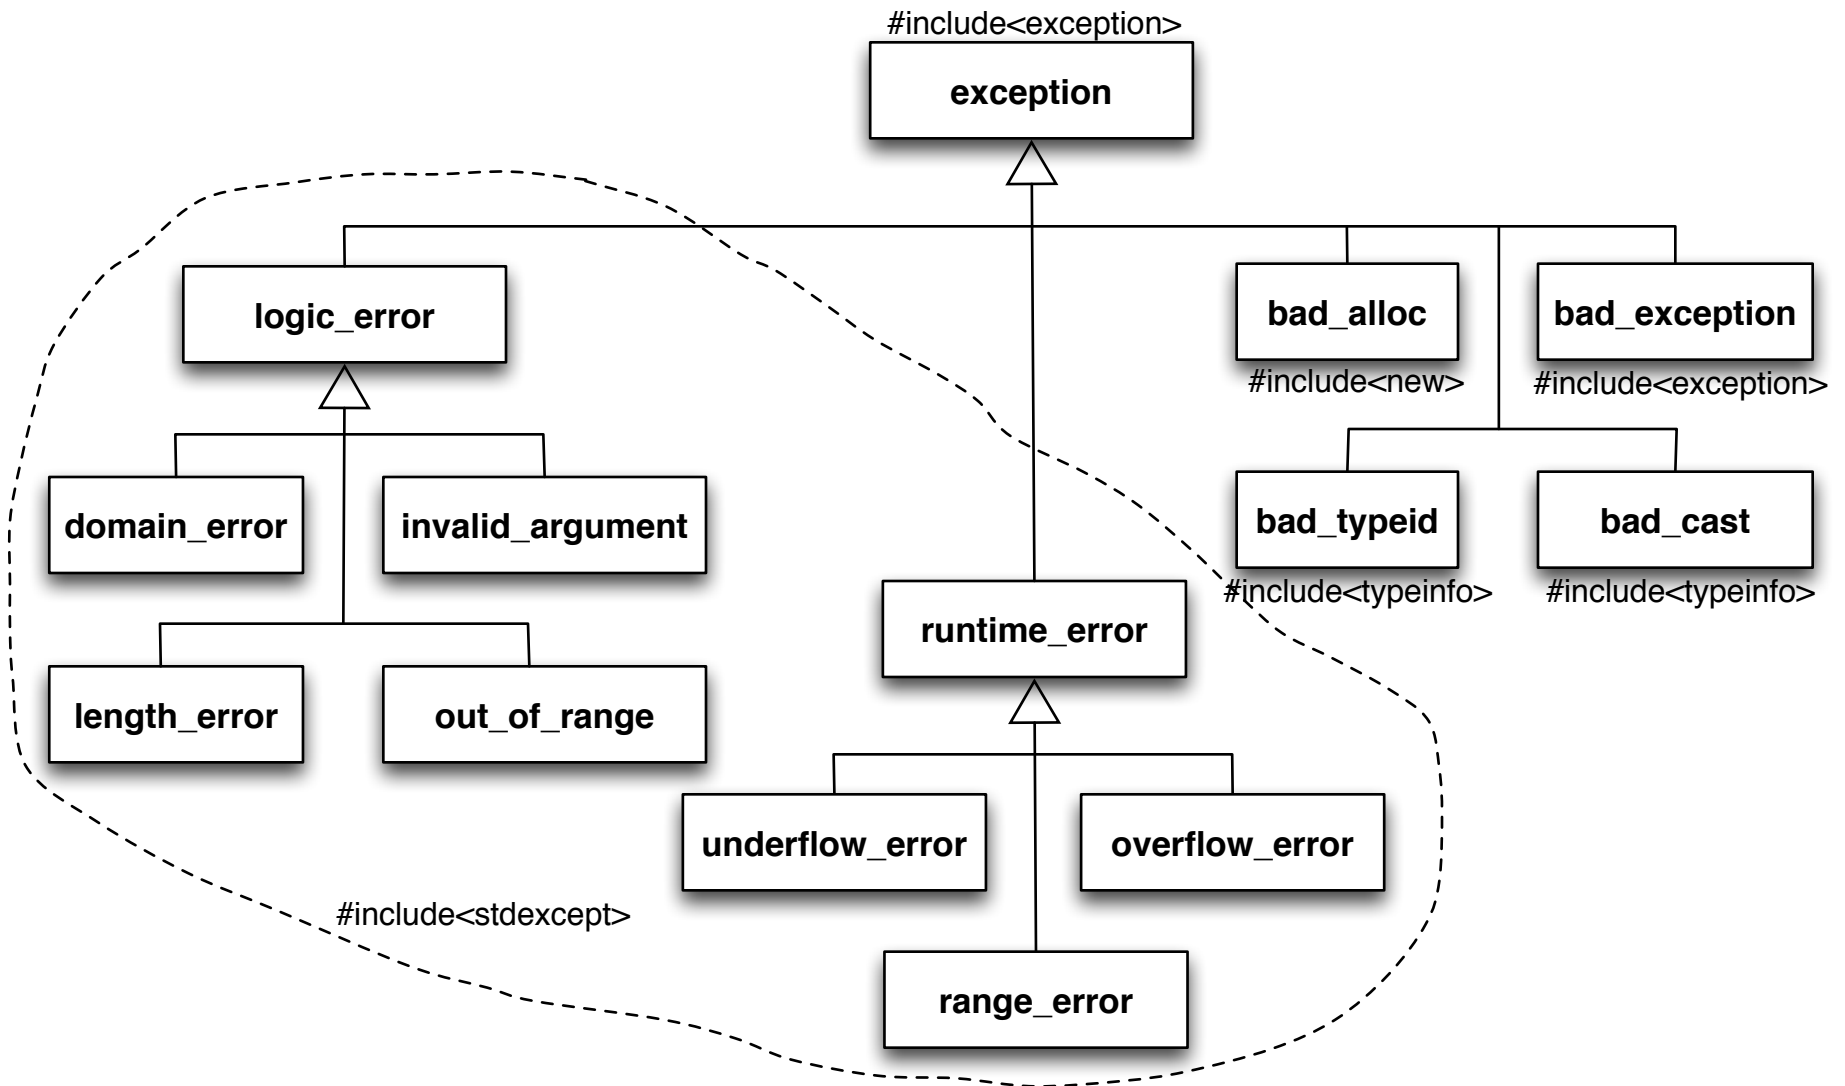 #include<exception>
exception
logic_error
bad_alloc
bad_exception
#include<new>
#include<exception>
domain_error
invalid_argument
bad_typeid
bad_cast
#include<typeinfo>
#include<typeinfo>
runtime_error
length_error
out_of_range
underflow_error
overflow_error
#include<stdexcept>
range_error